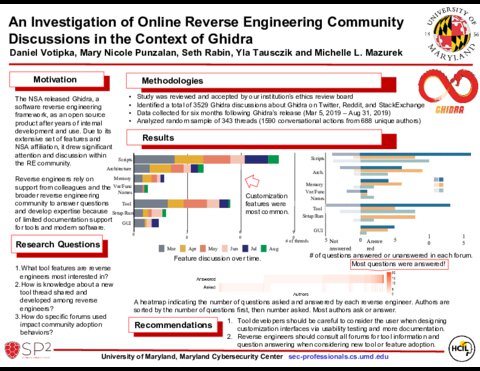 An Investigation of Online Reverse Engineering Community
Discussions in the Context of Ghidra
Daniel Votipka, Mary Nicole Punzalan, Seth Rabin, Yla Tausczik and Michelle L. Mazurek
Motivation
The NSA released Ghidra, a
software reverse engineering
framework, as an open source
product after years of internal
development and use. Due to its
extensive set of features and
NSA affiliation, it drew significant
attention and discussion within
the RE community.
Reverse engineers rely on
support from colleagues and the
broader reverse engineering
community to answer questions
and develop expertise because
of limited documentation support
for tools and modern software.
Research Questions
1. What tool features are reverse
engineers most interested in?
2. How is knowledge about a new
tool thread shared and
developed among reverse
engineers?
3. How do specific forums used
impact community adoption
behaviors?
SP2
Methodologies
• Study was reviewed and accepted by our institution's ethics review board
• Identified a total of 3529 Ghidra discussions about Ghidra on Twitter, Reddit, and StackExchange
• Data collected for six months following Ghidra's release (Mar 5, 2019 – Aug 31, 2019)
• Analyzed random sample of 343 threads (1590 conversational actions from 688 unique authors)
GHIDRA
Results
Scripts
Architecture
Memory
Var/Func
Names
Tool
Setup/Run
GUI
0
# of threads
Customization
features were
most common.
Mar Apr May Jun Jul Aug
Feature discussion over time.
Scripts
Arch.
Memory
Var/Func
Names
Tool
Setup/Run
GUI
5 0 5
Not
answered
Answe
red
# of questions answered or unanswered in each forum.
Most questions were answered!
Answered
Asked
Authors
A heatmap indicating the number of questions asked and answered by each reverse engineer. Authors are
sorted by the number of questions first, then number asked. Most authors ask or answer.
Recommendations
1. Tool developers should be careful to consider the user when designing
customization interfaces via usability testing and more documentation.
2. Reverse engineers should consult all forums for tool information and
question answering when considering new tool or feature adoption.
HCIL
University of Maryland, Maryland Cybersecurity Center sec-professionals.cs.umd.edu